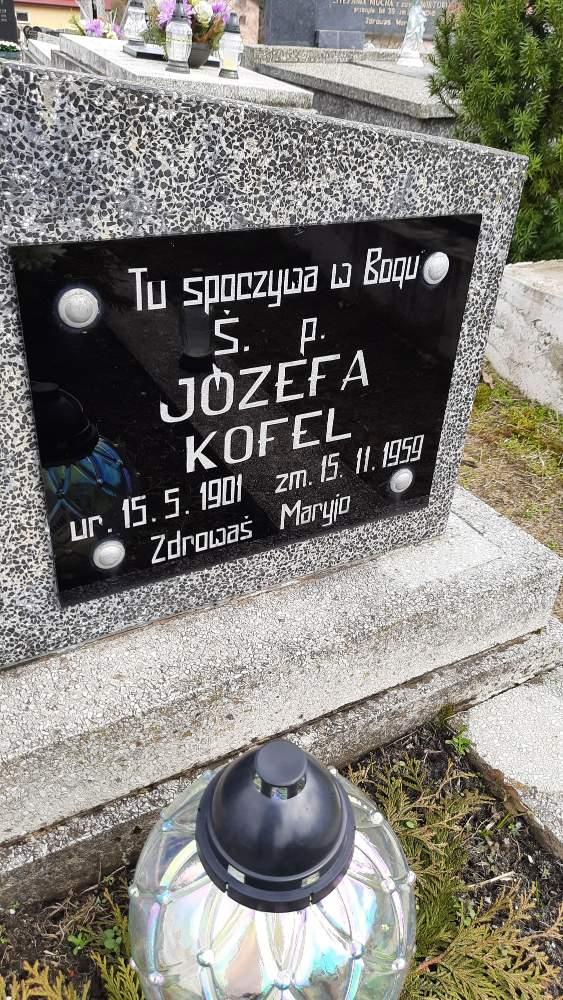 Tu spoczywa w Bogu
Ś. p.
JÓZEFA
KOFEL
ur. 15. 5. 1901 zm. 15. 11. 1959
Zdrowaś Maryjo